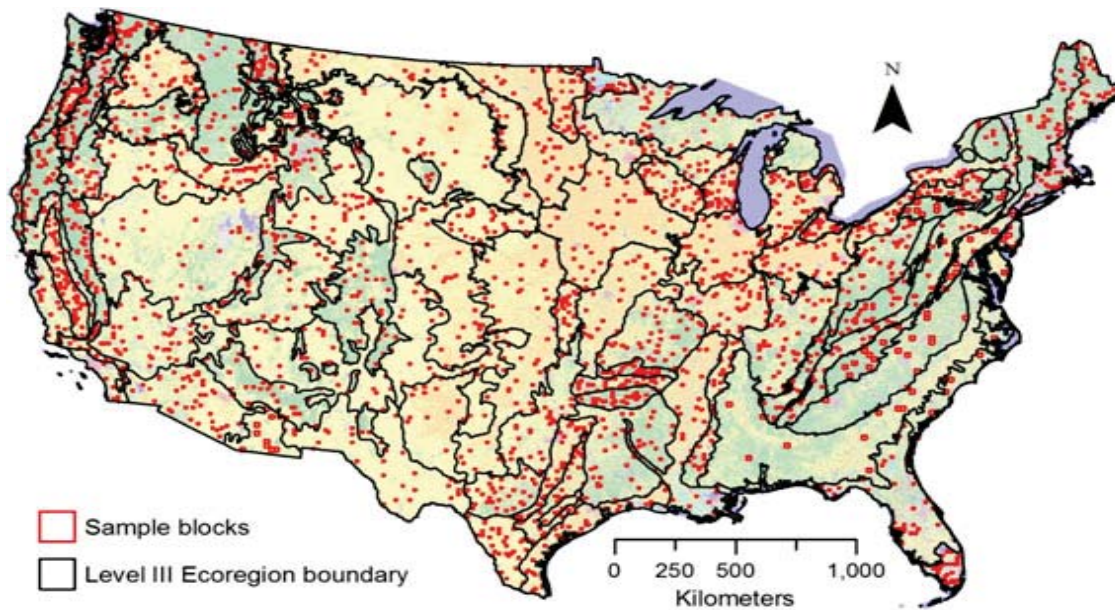 N
Sample blocks
Level III Ecoregion boundary
0 250 500 1,000
Kilometers